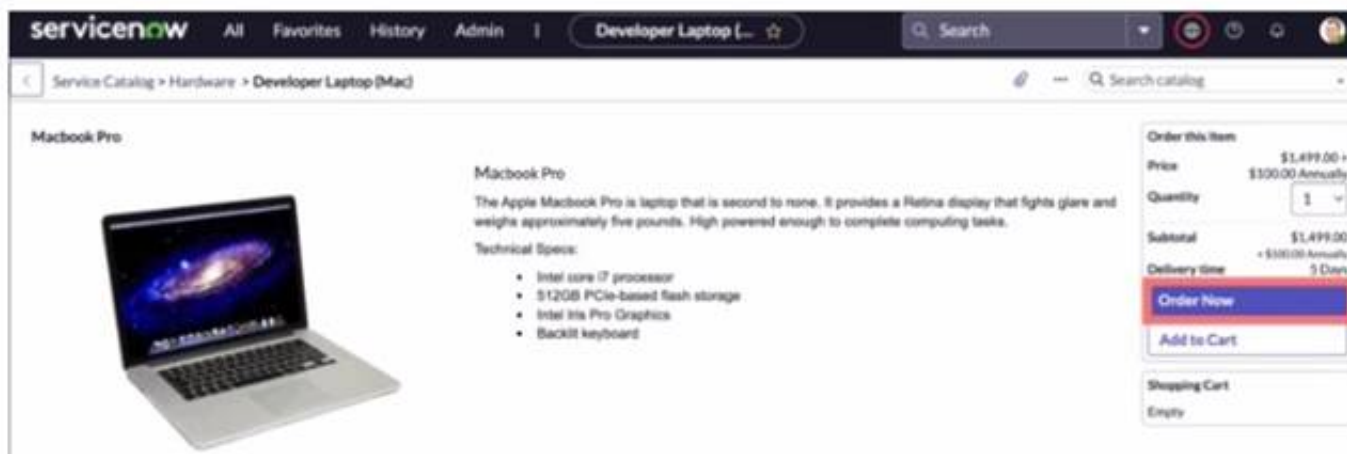 servicenow All Favorites History Admin Developer Laptop (... Search
Service Catalog > Hardware > Developer Laptop (Mac) Search catalog
Macbook Pro
Macbook Pro
The Apple Macbook Pro is laptop that is second to none. It provides a Retina display that fights glare and
weighs approximately five pounds. High powered enough to complete computing tasks.
Technical Specs:
• Intel core i7 processor
• 512GB PCIe-based flash storage
• Intel Iris Pro Graphics
• Backlit keyboard
Order this Item
Price $1,499.00 +
$100.00 Annually
Quantity 1
Subtotal $1,499.00
+ $100.00 Annually
Delivery time 5 Days
Order Now
Add to Cart
Shopping Cart
Empty